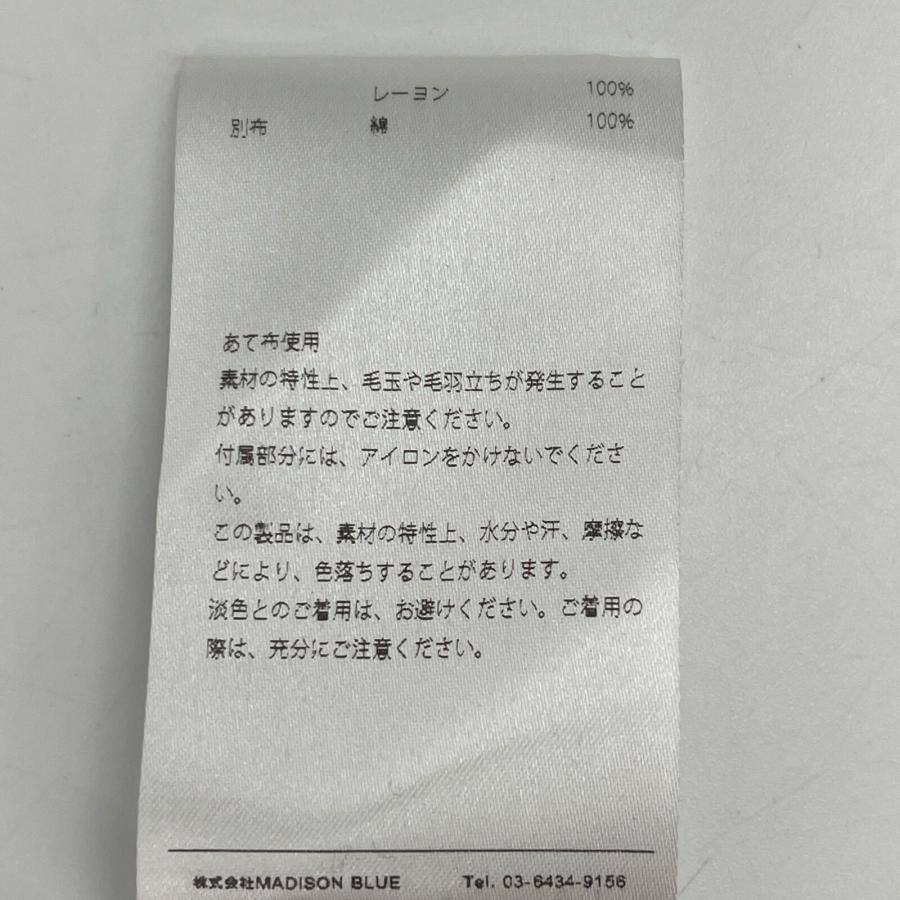 レーヨン 100%
別布 綿 100%
あて布使用
素材の特性上、毛玉や毛羽立ちが発生すること
がありますのでご注意ください。
付属部分には、アイロンをかけないでくださ
い。
この製品は、素材の特性上、水分や汗、摩擦な
どにより、色落ちすることがあります。
淡色とのご着用は、お避けください。ご着用の
際は、充分にご注意ください。
株式会社MADISON BLUE Tel. 03-6434-9156